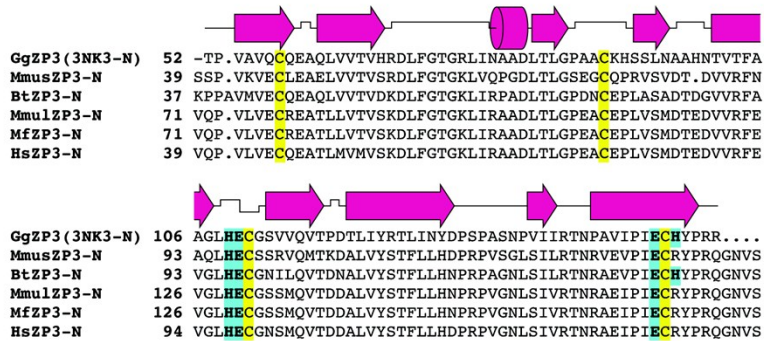 GgZP3(3NK3-N) 52 -TP.VAVQCQEAQLVVTVHRDLFGTGRLINAADLTLGPAACKHSSLNAAHNTVTFA
MmusZP3-N 39 SSP.VKVECLEAELVVTVSRDLFGTGKLVQPGDLTLGSEGCQPRVSVDT.DVVRFN
BtZP3-N 37 KPPAVMVECQEAQLVVTVDKDLFGTGKLIRPADLTLGPDNCEPLASADTDGVVRFA
MmulZP3-N 71 VQP.VLVECREATLLVTVSKDLFGTGKLIRAADLTLGPEACEPLVSMDTEDVVRFE
MfZP3-N 71 VQP.VLVECREATLLVTVSKDLFGTGKLIRAADLTLGPEACEPLVSMDTEDVVRFE
HsZP3-N 39 VQP.VLVECQEATLMVMVSKDLFGTGKLIRAADLTLGPEACEPLVSMDTEDVVRFE
GgZP3(3NK3-N) 106 AGLHECGSVVQVTPDTLIYRTLINYDPSPASNPVIIRTNPAVIPIECHYPRR....
MmusZP3-N 93 AQLHECSSRVQMTKDALVYSTFLLHDPRPVSGLSILRTNRVEVPIECRYPRQGNVS
BtZP3-N 93 VGLHECGNILQVTDNALVYSTFLLHNPRPAGNLSILRTNRAEVPIECHYPRQGNVS
MmulZP3-N 126 VGLHECGSSMQVTDDALVYSTFLLHNPRPVGNLSIVRTNRAEIPIECRYPRQGNVS
MfZP3-N 126 VGLHECGSSMQVTDDALVYSTFLLHNPRPVGNLSIVRTNRAEIPIECRYPRQGNVS
HsZP3-N 94 VGLHECGNSMQVTDDALVYSTFLLHDPRPVGNLSIVRTNRAEIPIECRYPRQGNVS